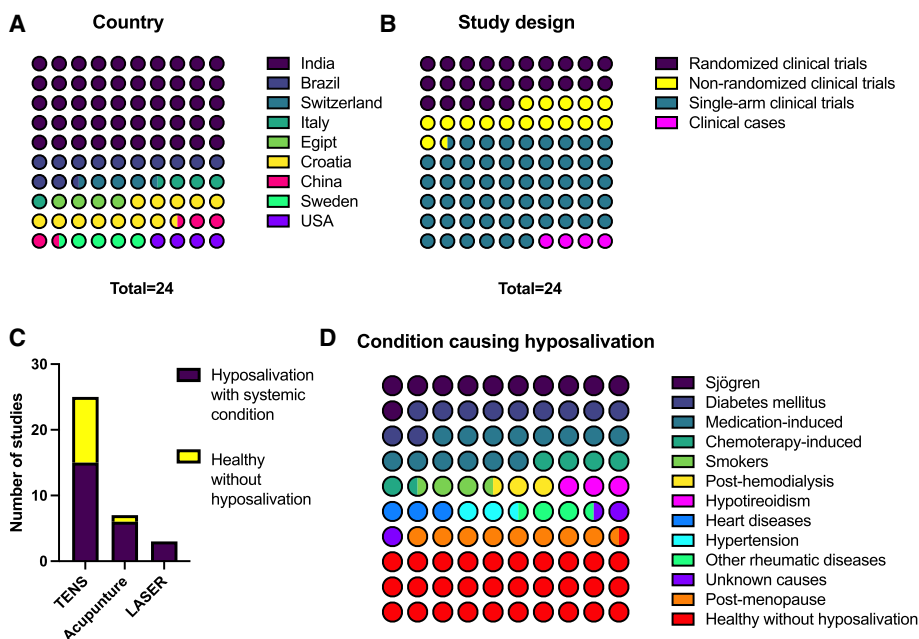 A
Country
India
Brazil
Switzerland
Italy
Egipt
Croatia
China
Sweden
USA
Total=24
B
Study design
Randomized clinical trials
Non-randomized clinical trials
Single-arm clinical trials
Clinical cases
Total=24
C
Number of studies
30
20
10
0
TENS
Acupunture
LASER
Hyposalivation
with systemic
condition
Healthy
without
hyposalivation
D
Condition causing hyposalivation
Sjögren
Diabetes mellitus
Medication-induced
Chemoterapy-induced
Smokers
Post-hemodialysis
Hypotireoidism
Heart diseases
Hypertension
Other rheumatic diseases
Unknown causes
Post-menopause
Healthy without hyposalivation